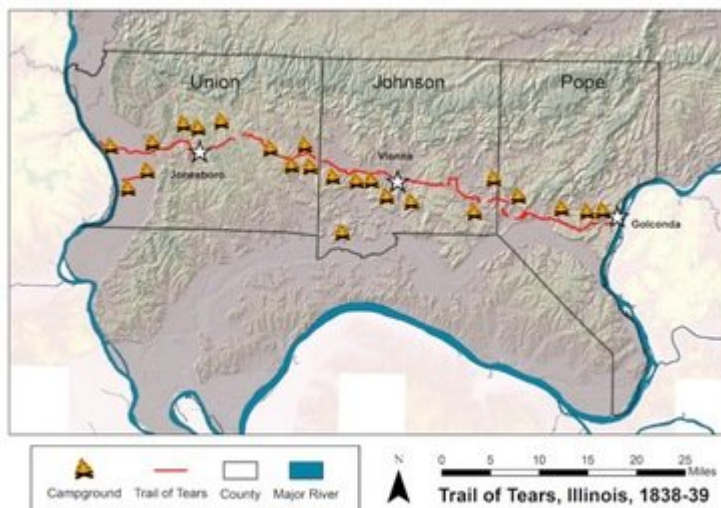 Union
Johnson
Pope
Vienna
Jonesboro
Golconda
Campground
Trail of Tears
County
Major River
N
0 5 10 15 20 25
Miles
Trail of Tears, Illinois, 1838-39